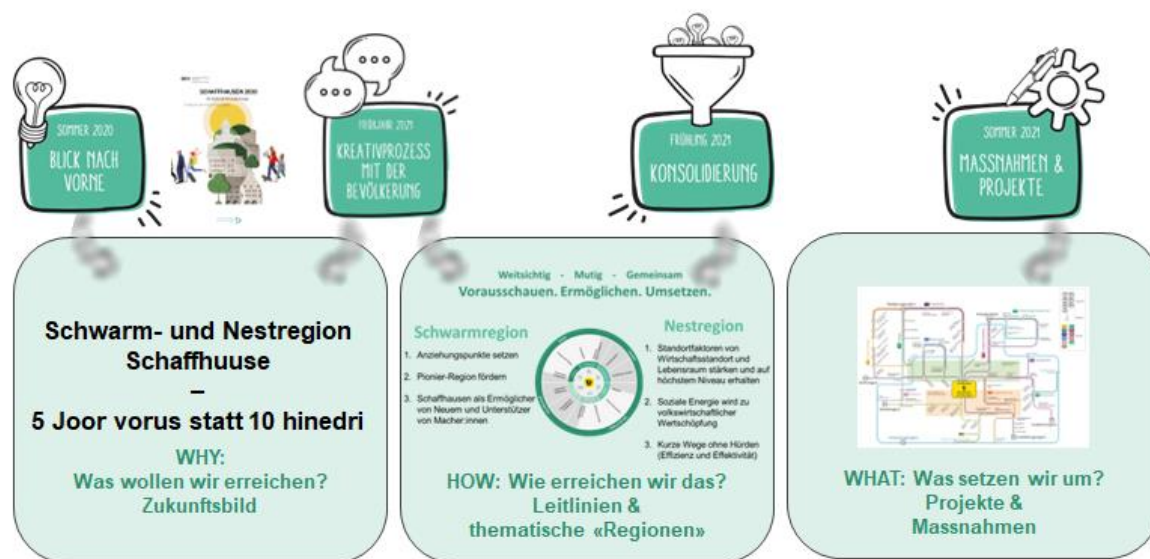 SOMMER 2020
BLICK NACH
VORNE
SCHAFFHAUSEN 2030
FRÜHJAHR 2021
KREATIVPROZESS
MIT DER
BEVÖLKERUNG
FRÜHLING 2021
KONSOLIDIERUNG
SOMMER 2021
MASSNAHMEN &
PROJEKTE
Schwarm- und Nestregion
Schaffhuuse
–
5 Joor vorus statt 10 hinedri
WHY:
Was wollen wir erreichen?
Zukunftsbild
Weitsichtig - Mutig - Gemeinsam
Vorausschauen. Ermöglichen. Umsetzen.
Schwarmregion
1. Anziehungspunkte setzen
2. Pionier-Region fördern
3. Schaffhausen als Ermöglicher
von Neuem und Unterstützer
von Macher:innen
Nestregion
1. Standortfaktoren von
Wirtschaftsstandort und
Lebensraum stärken und auf
höchstem Niveau erhalten
2. Soziale Energie wird zu
volkswirtschaftlicher
Wertschöpfung
3. Kurze Wege ohne Hürden
(Effizienz und Effektivität)
HOW: Wie erreichen wir das?
Leitlinien &
thematische «Regionen»
WHAT: Was setzen wir um?
Projekte &
Massnahmen